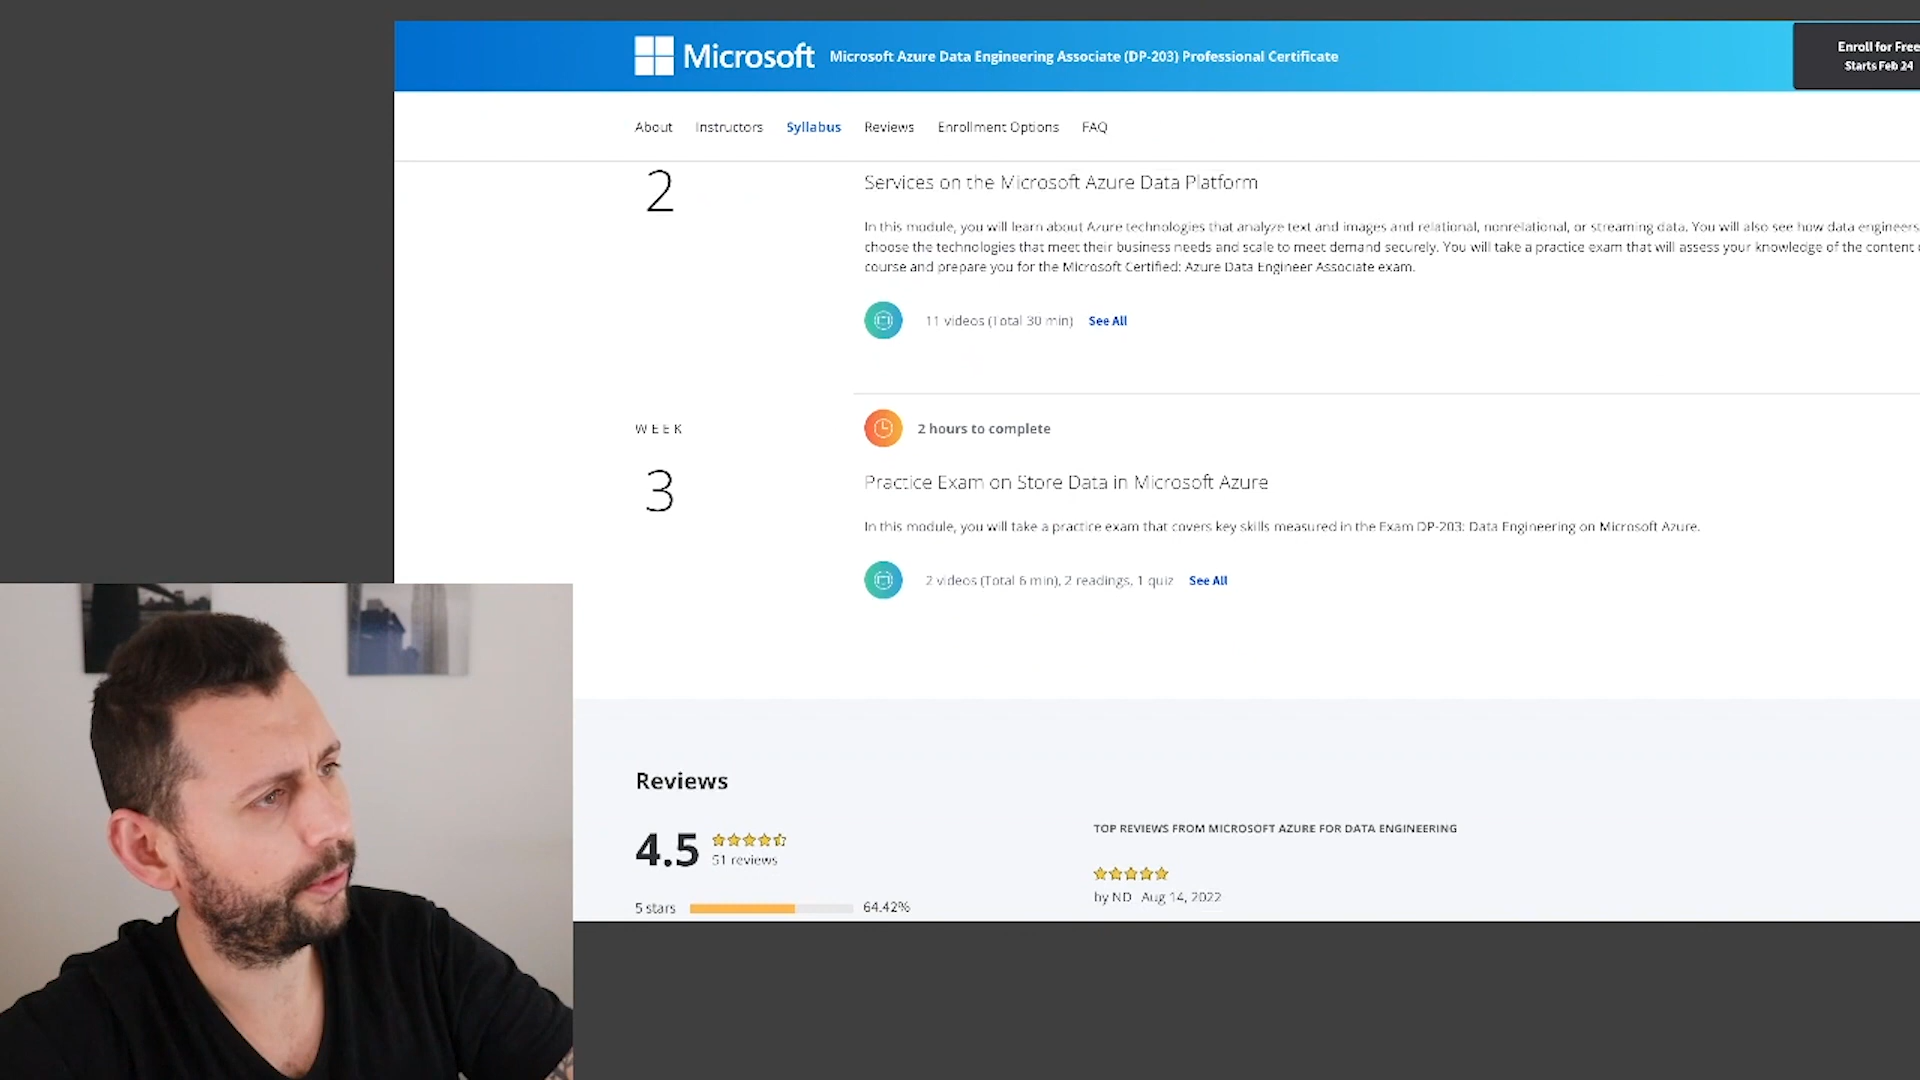 Microsoft
Microsoft Azure Data Engineering Associate (DP-203) Professional Certificate
Enroll for Free
Starts Feb 24
About Instructors Syllabus Reviews Enrollment Options FAQ
2
Services on the Microsoft Azure Data Platform
In this module, you will learn about Azure technologies that analyze text and images and relational, nonrelational, or streaming data. You will also see how data engineers
choose the technologies that meet their business needs and scale to meet demand securely. You will take a practice exam that will assess your knowledge of the content
course and prepare you for the Microsoft Certified: Azure Data Engineer Associate exam.
11 videos (Total 30 min) See All
WEEK
3
2 hours to complete
Practice Exam on Store Data in Microsoft Azure
In this module, you will take a practice exam that covers key skills measured in the Exam DP-203: Data Engineering on Microsoft Azure.
2 videos (Total 6 min), 2 readings, 1 quiz See All
Reviews
4.5
51 reviews
5 stars 64.42%
TOP REVIEWS FROM MICROSOFT AZURE FOR DATA ENGINEERING
by ND Aug 14, 2022